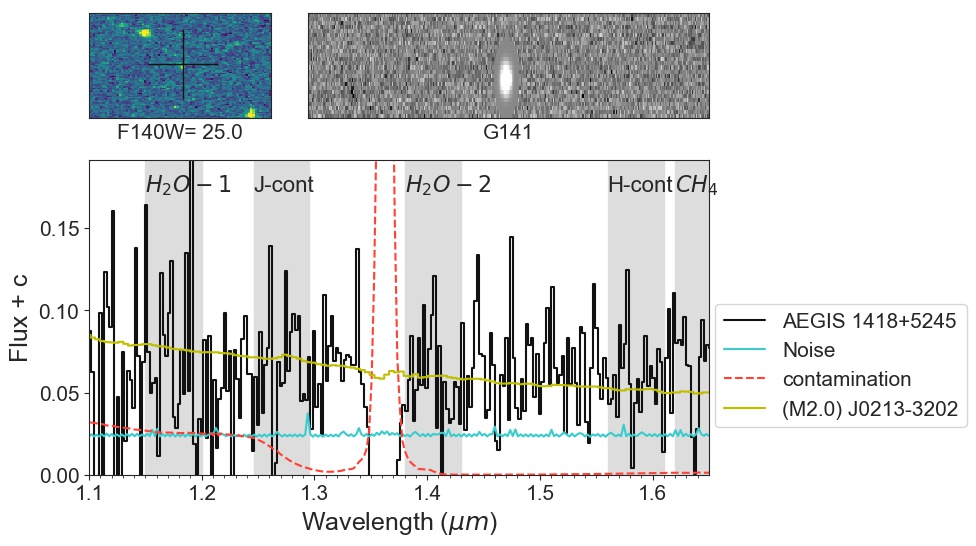 F140W= 25.0
G141
H₂O − 1
J-cont
H₂O − 2
H-cont
CH₄
Flux + c
0.15
0.10
0.05
0.00
1.1
1.2
1.3
1.4
1.5
1.6
Wavelength (μm)
AEGIS 1418+5245
Noise
contamination
(M2.0) J0213-3202